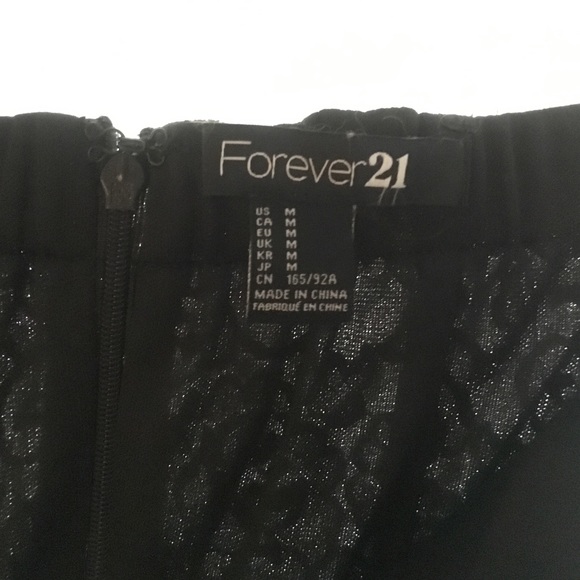 Forever21
US M
CA M
EU M
UK M
KR M
JP M
CN 165/92A
MADE IN CHINA
FABRIQUÉ EN CHINE